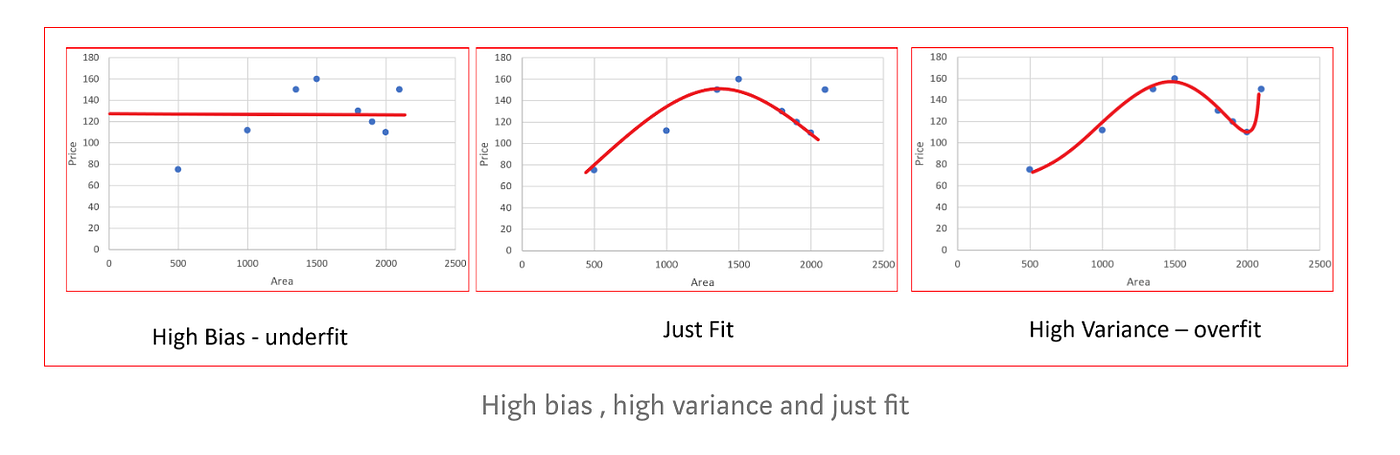 180
160
140
120
100
80
60
40
20
0
Price
0 500 1000 1500 2000 2500
Area
High Bias - underfit
180
160
140
120
100
80
60
40
20
0
Price
0 500 1000 1500 2000 2500
Area
Just Fit
180
160
140
120
100
80
60
40
20
0
Price
0 500 1000 1500 2000 2500
Area
High Variance – overfit
High bias , high variance and just fit